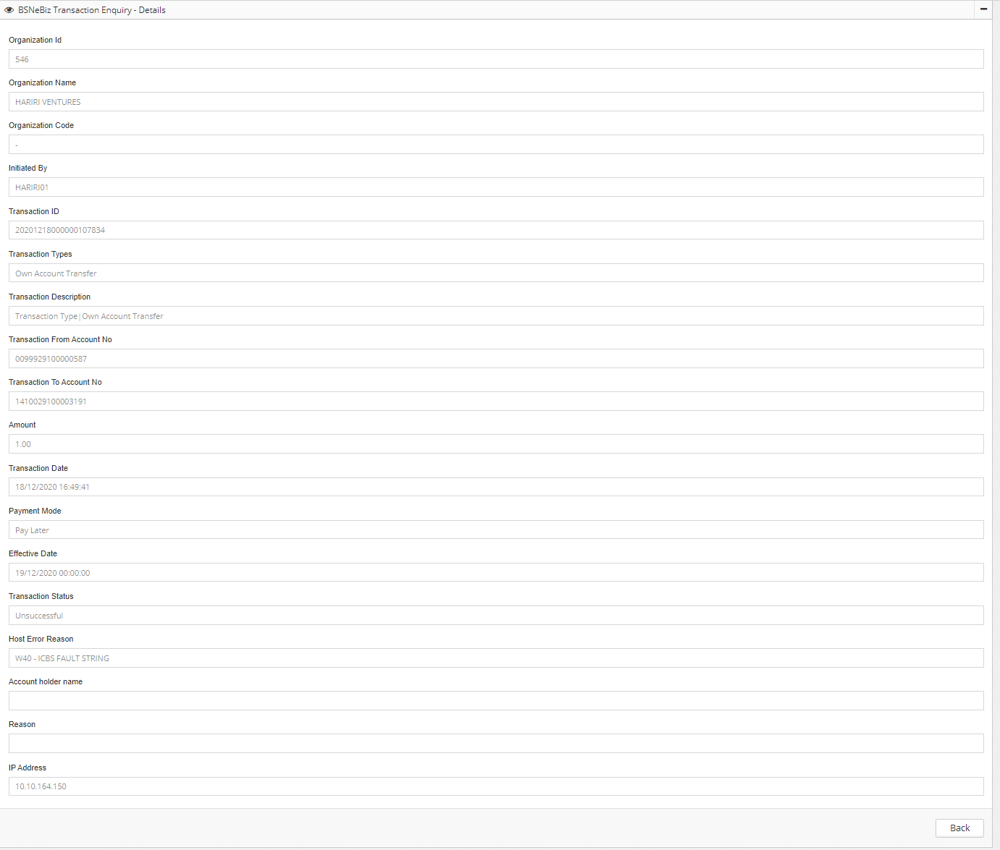 BSNeBiz Transaction Enquiry - Details
Organization Id
546
Organization Name
HARIRI VENTURES
Organization Code
-
Initiated By
HARIRI01
Transaction ID
20201218000000107834
Transaction Types
Own Account Transfer
Transaction Description
Transaction Type|Own Account Transfer
Transaction From Account No
0099929100000587
Transaction To Account No
1410029100003191
Amount
1.00
Transaction Date
18/12/2020 16:49:41
Payment Mode
Pay Later
Effective Date
19/12/2020 00:00:00
Transaction Status
Unsuccessful
Host Error Reason
W40 - ICBS FAULT STRING
Account holder name
Reason
IP Address
10.10.164.150
Back